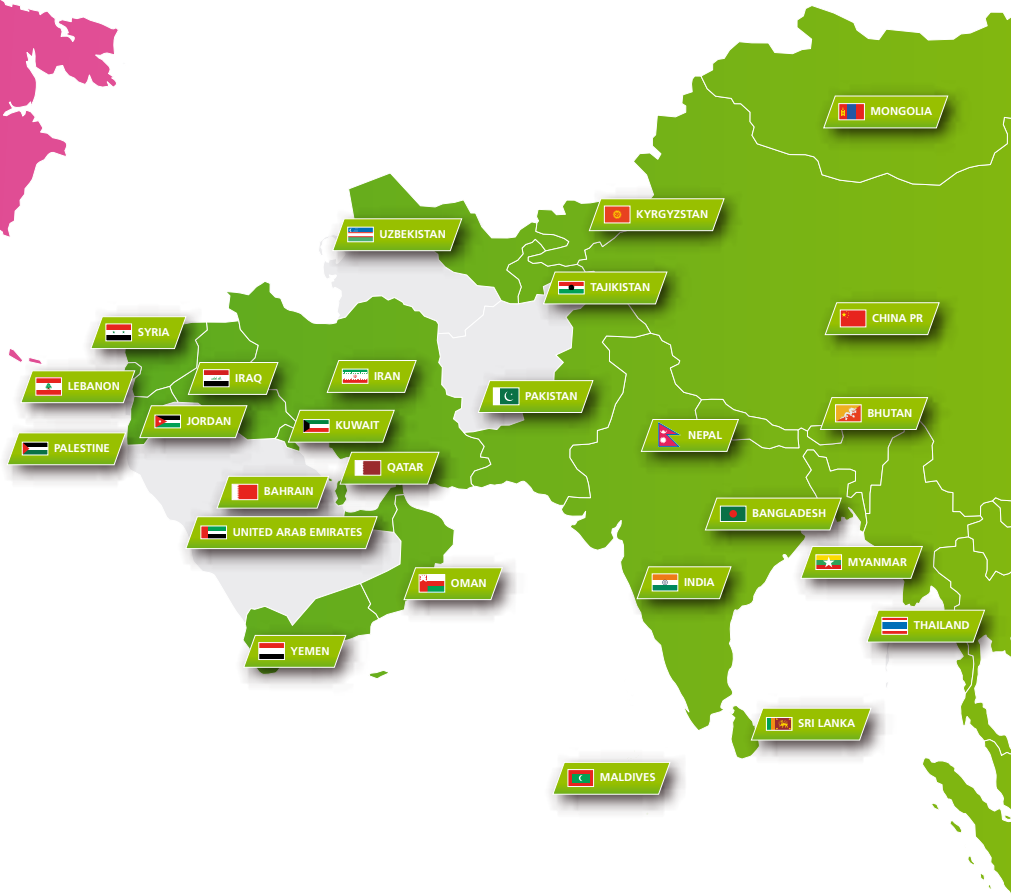 MONGOLIA
KYRGYZSTAN
UZBEKISTAN
TAJIKISTAN
CHINA PR
SYRIA
IRAQ
IRAN
LEBANON
PAKISTAN
BHUTAN
JORDAN
KUWAIT
NEPAL
PALESTINE
QATAR
BAHRAIN
BANGLADESH
UNITED ARAB EMIRATES
MYANMAR
OMAN
INDIA
THAILAND
YEMEN
SRI LANKA
MALDIVES